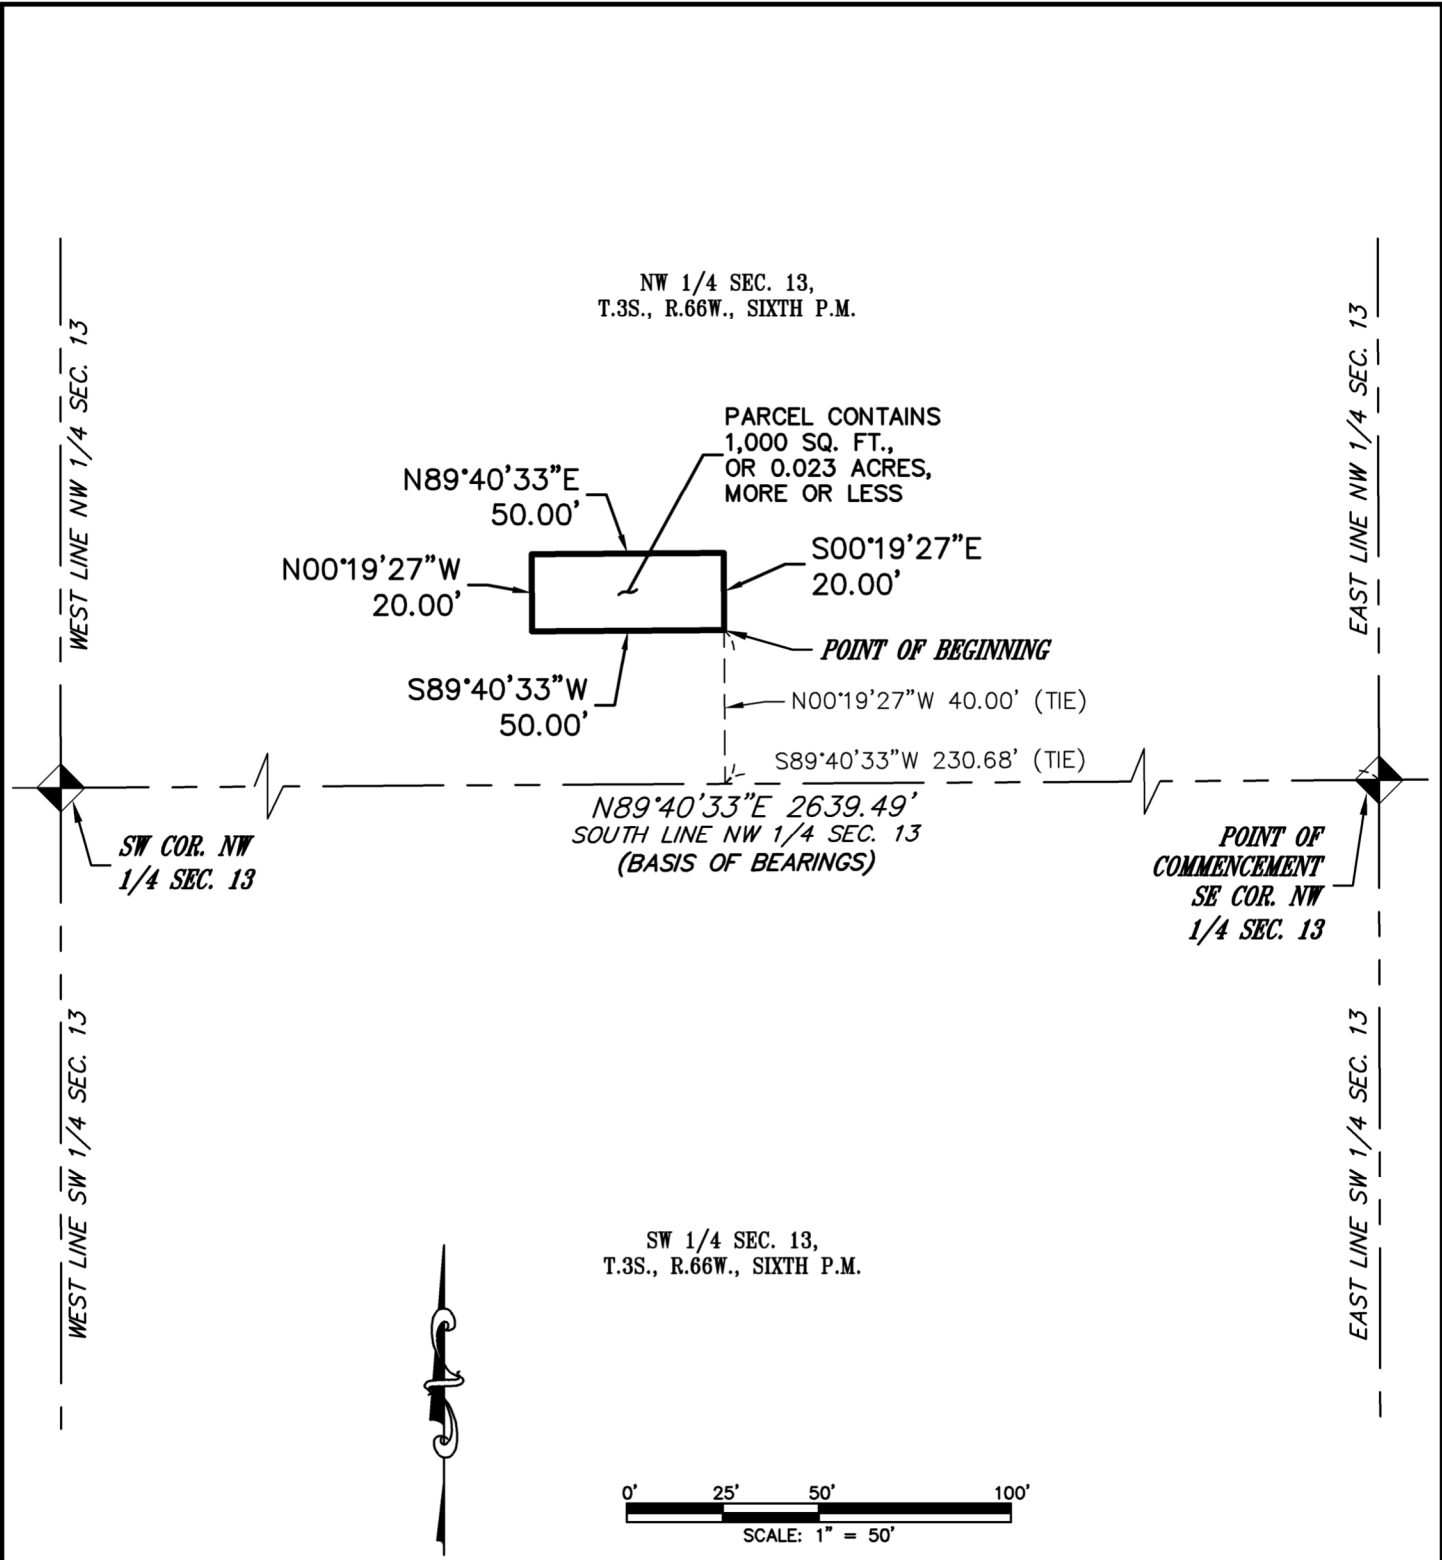 NW 1/4 SEC. 13,
T.3S., R.66W., SIXTH P.M.
WEST LINE NW 1/4 SEC. 13
EAST LINE NW 1/4 SEC. 13
PARCEL CONTAINS
1,000 SQ. FT.,
OR 0.023 ACRES,
MORE OR LESS
N89°40'33"E
50.00'
N00°19'27"W
20.00'
S00°19'27"E
20.00'
POINT OF BEGINNING
S89°40'33"W
50.00'
N00°19'27"W 40.00' (TIE)
S89°40'33"W 230.68' (TIE)
N89°40'33"E 2639.49'
SOUTH LINE NW 1/4 SEC. 13
(BASIS OF BEARINGS)
SW COR. NW
1/4 SEC. 13
POINT OF
COMMENCEMENT
SE COR. NW
1/4 SEC. 13
WEST LINE SW 1/4 SEC. 13
EAST LINE SW 1/4 SEC. 13
SW 1/4 SEC. 13,
T.3S., R.66W., SIXTH P.M.
0' 25' 50' 100'
SCALE: 1" = 50'